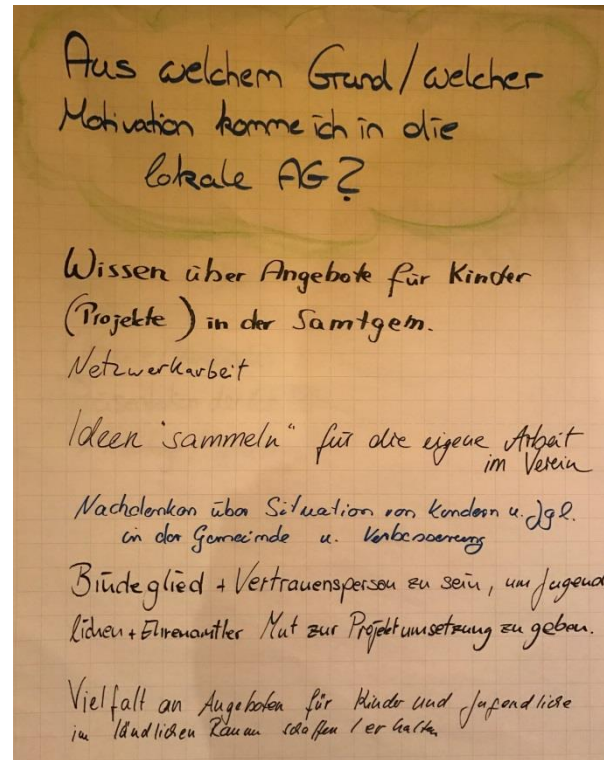 Aus welchem Grund / welcher
Motivation komme ich in die
lokale AG?
Wissen über Angebote für Kinder
(Projekte) in der Samtgem.
Netzwerkarbeit
Ideen "sammeln" für die eigene Arbeit
im Verein
Nachdenken über Situation von Kindern u. Jgl.
in der Gemeinde u. Verbesserung
Bindeglied + Vertrauensperson zu sein, um Jugend
lichen + Ehrenamtler Mut zur Projektumsetzung zu geben.
Vielfalt an Angeboten für Kinder und Jugendliche
im ländlichen Raum schaffen / erhalten